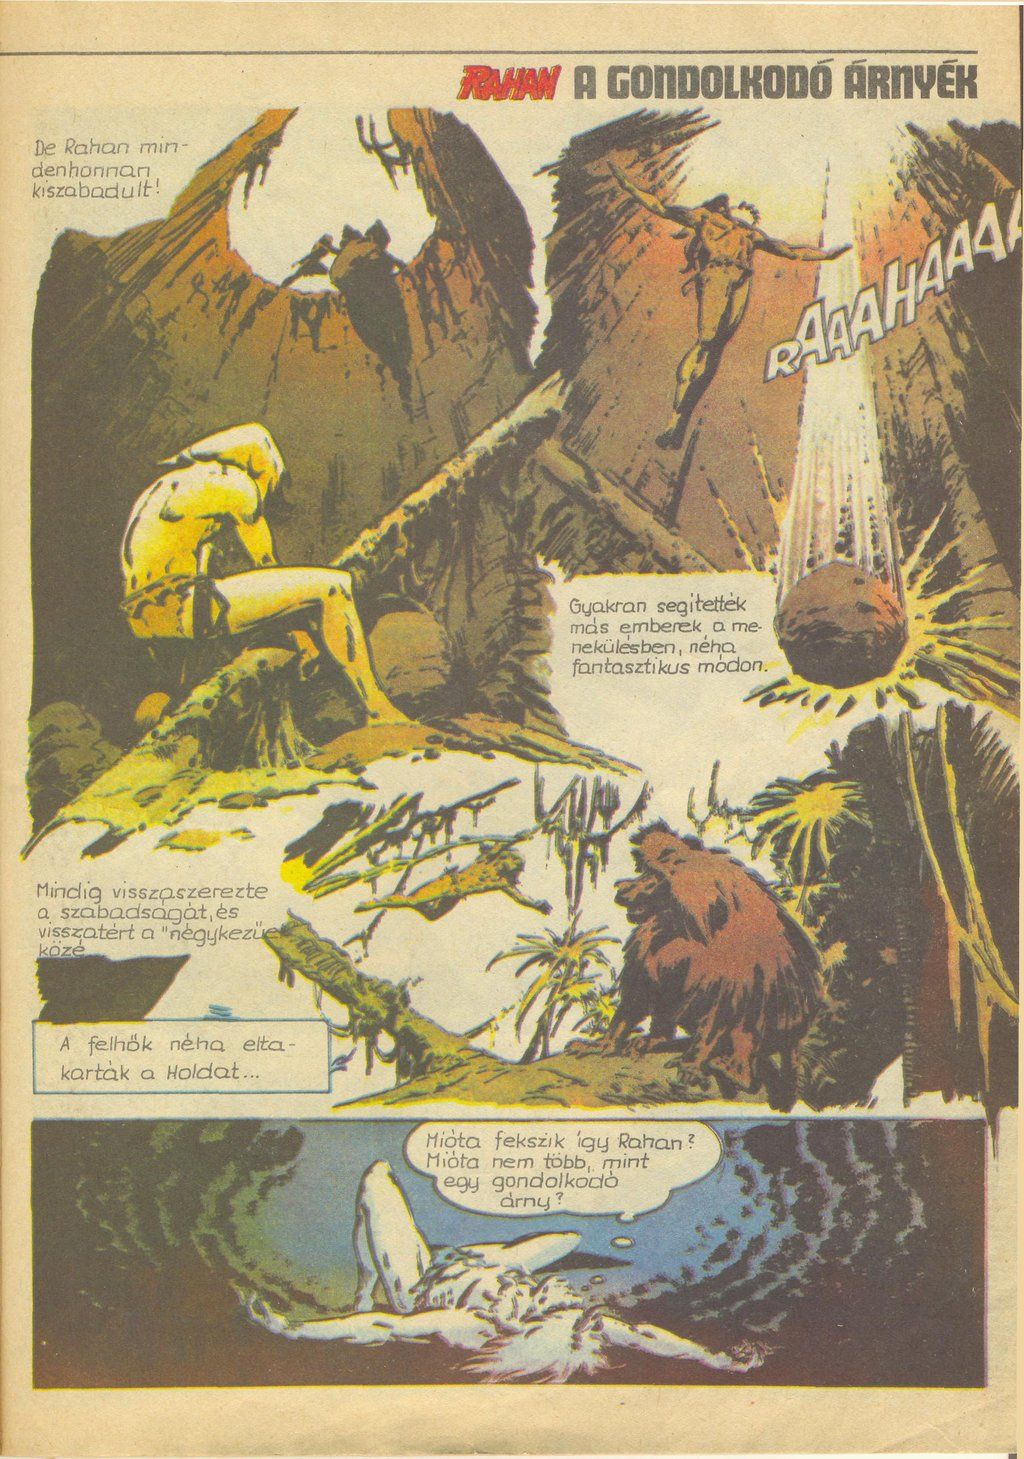 RAHAN A GONDOLKODÓ ÁRNYÉK
De Rahan min-
denhonnan
kiszabadult!
RAAAHAAAAA
Gyakran segítették
más emberek a me-
nekülésben, néha
fantasztikus módon.
Mindig visszaszerezte
a szabadságát, és
visszatért a "négykezűe
közé
A felhők néha elta-
karták a Holdat...
Mióta fekszik így Rahan?
Mióta nem több, mint
egy gondolkodó
árny?